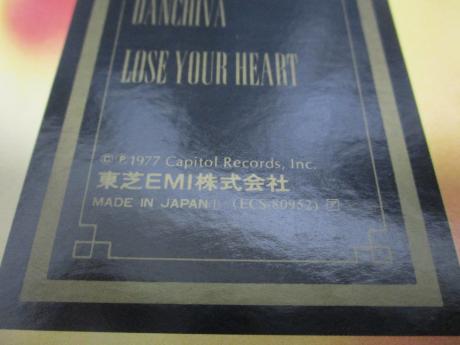 DANCHIVA
LOSE YOUR HEART
© ℗ 1977 Capitol Records, Inc.
東芝EMI株式会社
MADE IN JAPAN (ECS-80952)